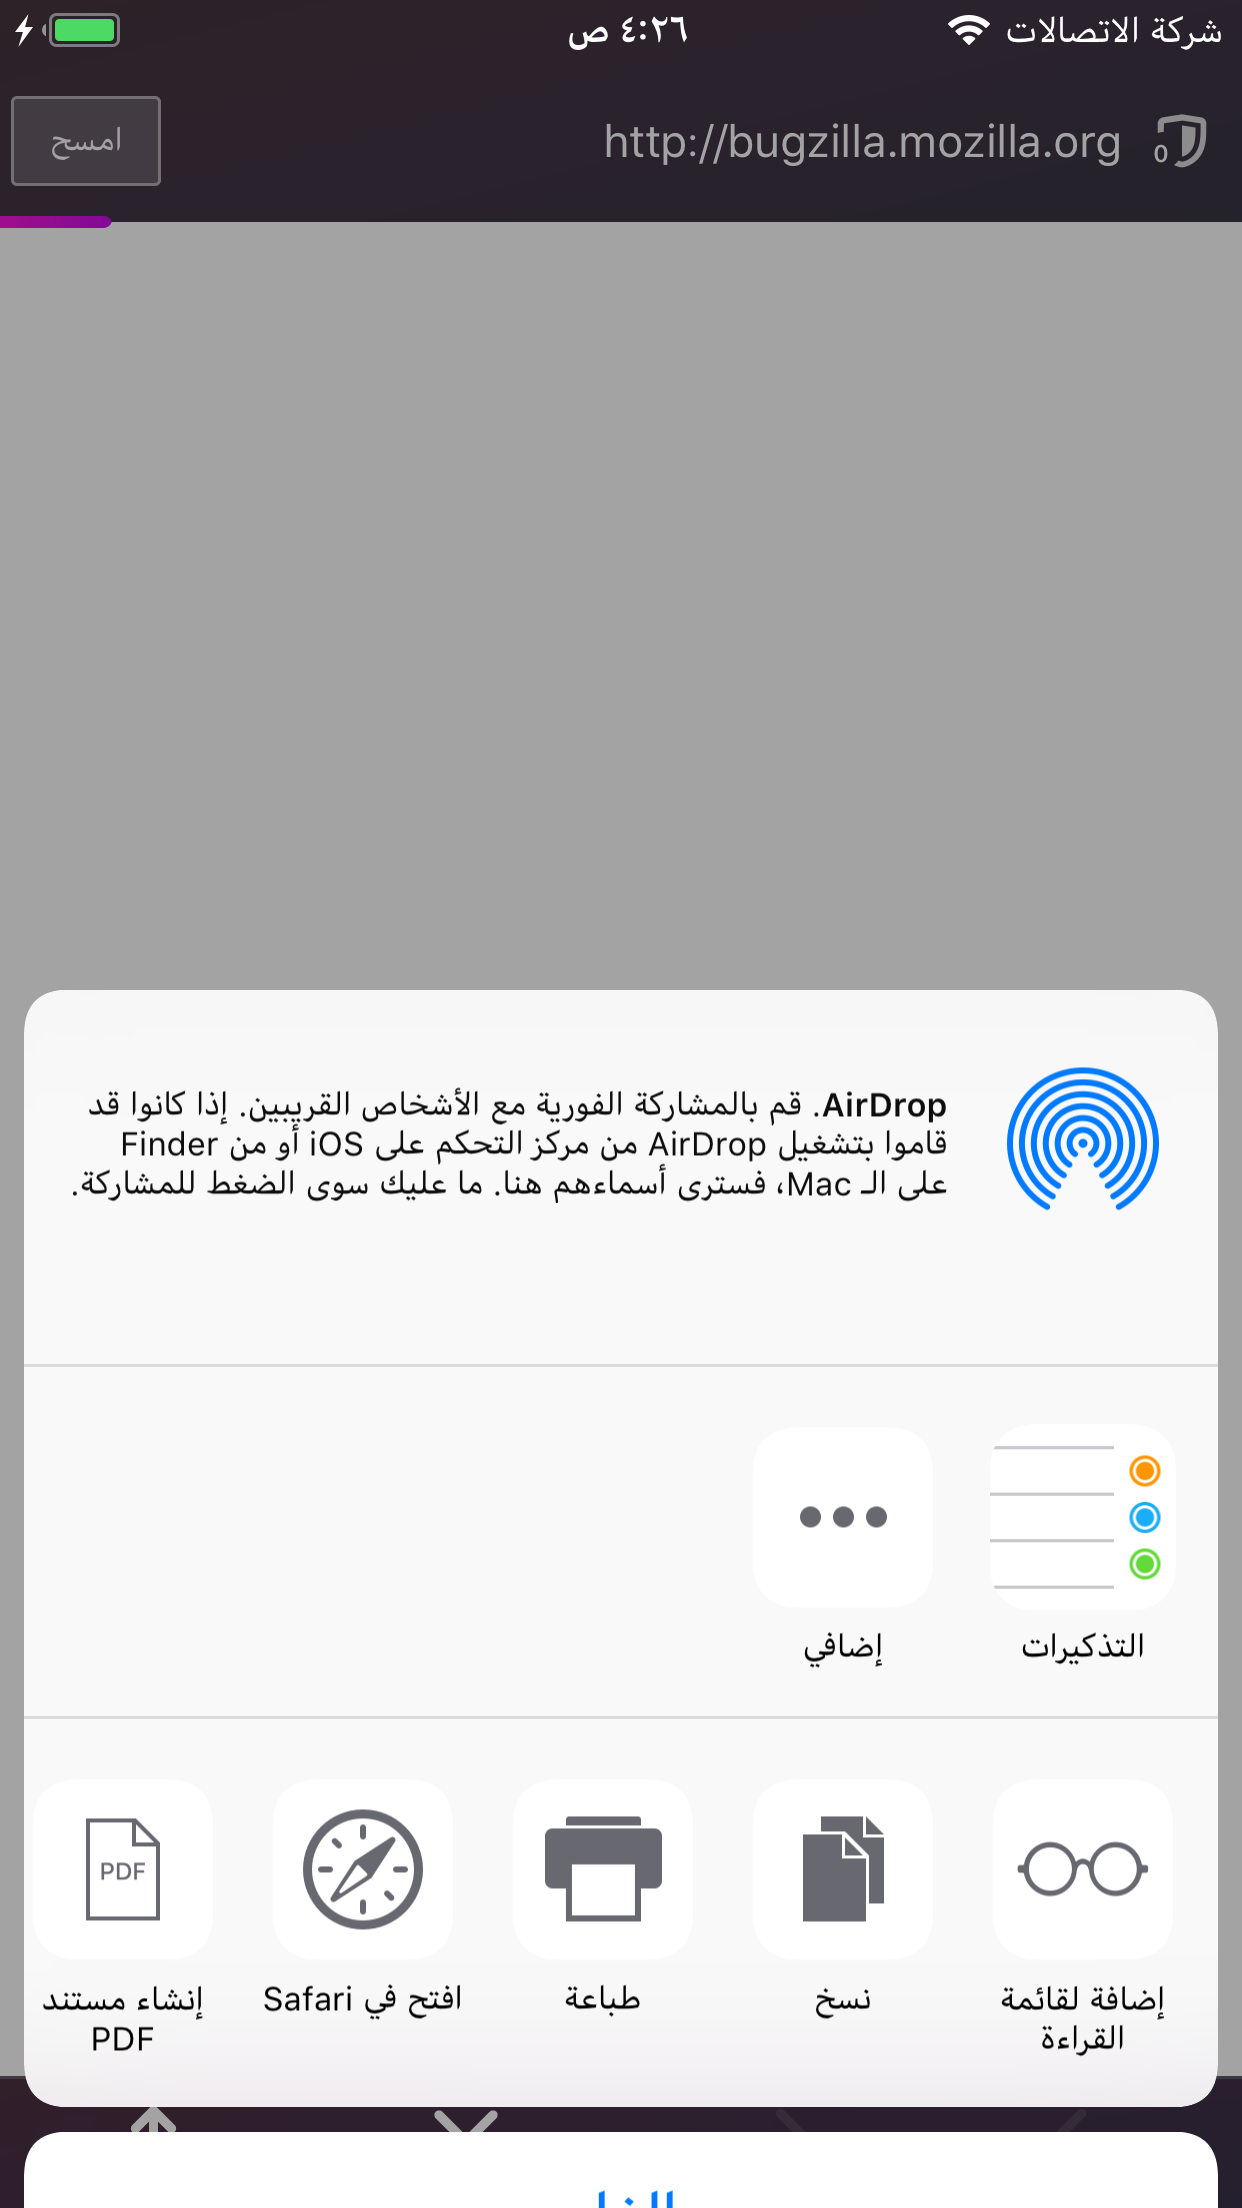 شركة الاتصالات
٤:٢٦ ص
http://bugzilla.mozilla.org
0
امسح
AirDrop. قم بالمشاركة الفورية مع الأشخاص القريبين. إذا كانوا قد
قاموا بتشغيل AirDrop من مركز التحكم على iOS أو من Finder
على الـ Mac، فسترى أسماءهم هنا. ما عليك سوى الضغط للمشاركة.
التذكيرات
إضافي
إضافة لقائمة
القراءة
نسخ
طباعة
افتح في Safari
PDF
إنشاء مستند
PDF